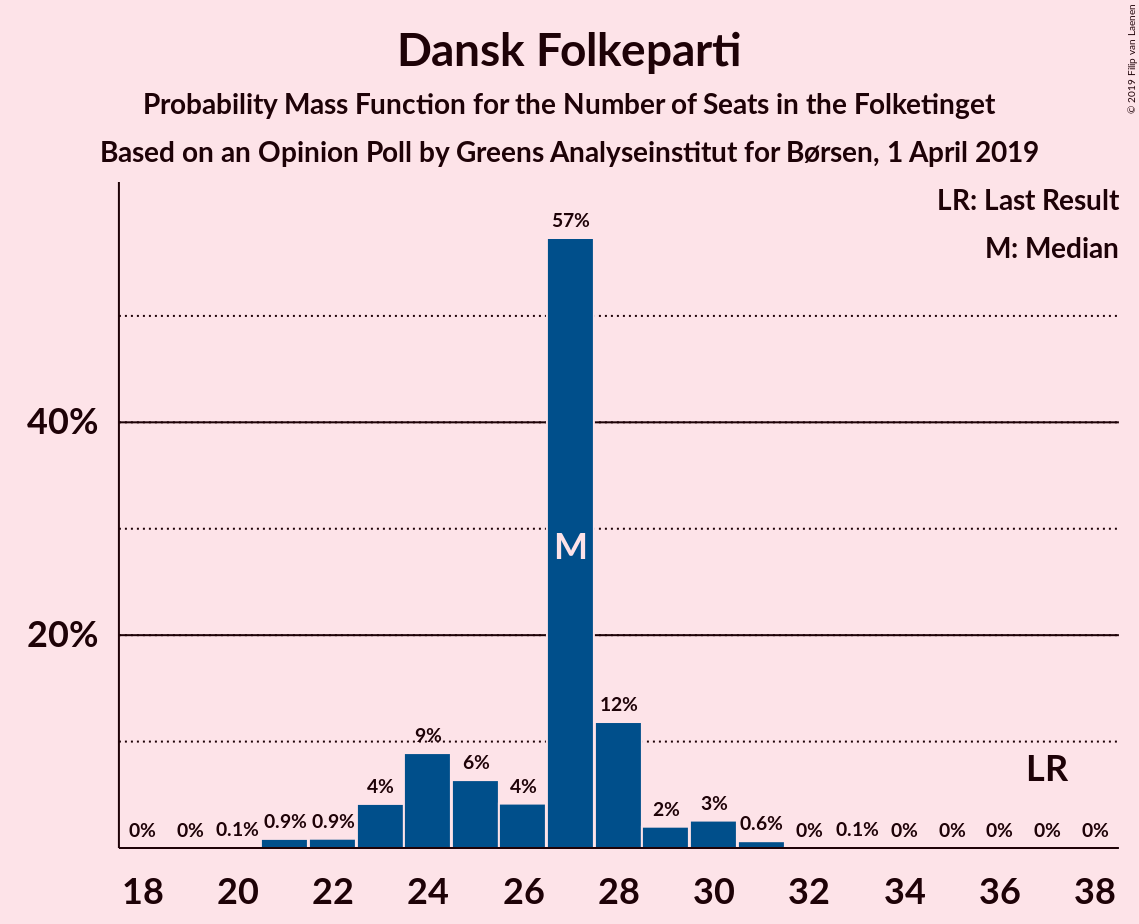 Dansk Folkeparti
Probability Mass Function for the Number of Seats in the Folketinget
Based on an Opinion Poll by Greens Analyseinstitut for Børsen, 1 April 2019
© 2019 Filip van Laenen
LR: Last Result
M: Median
57%
40%
M
20%
12%
9%
6%
LR
4% 4%
2% 3%
0% 0% 0.1% 0.9% 0.9% 0.6% 0% 0.1% 0% 0% 0% 0% 0%
18 20 22 24 26 28 30 32 34 36 38